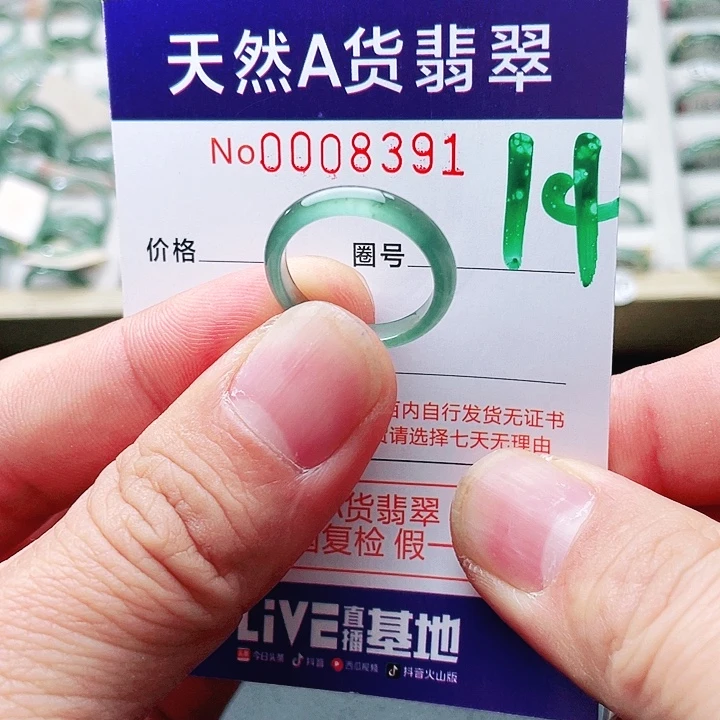 天然A货翡翠
No0008391
14
价格 圈号
内自行发货无证书
请选择七天无理由
货翡翠
复检 假一
LiVE直播基地
今日头条 抖音 西瓜视频 抖音火山版